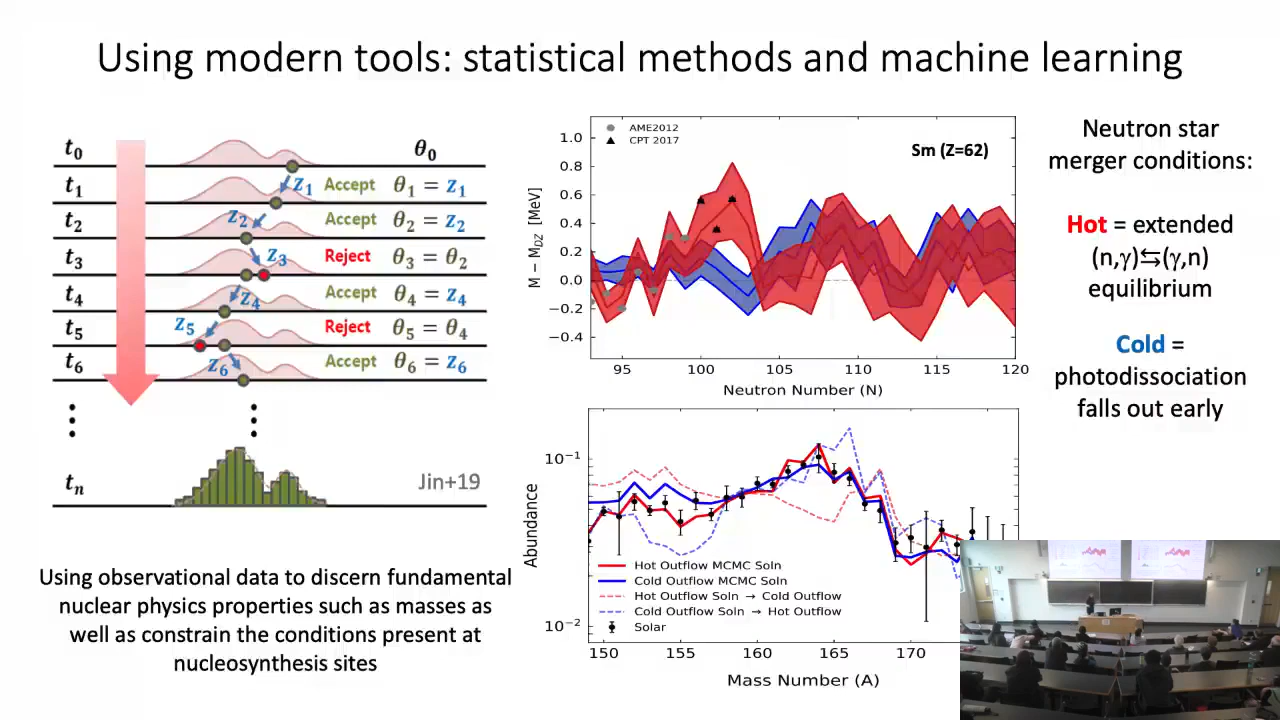 Using modern tools: statistical methods and machine learning
t₀ θ₀
t₁ z₁ Accept θ₁ = z₁
t₂ z₂ Accept θ₂ = z₂
t₃ z₃ Reject θ₃ = θ₂
t₄ z₄ Accept θ₄ = z₄
t₅ z₅ Reject θ₅ = θ₄
t₆ z₆ Accept θ₆ = z₆
tₙ Jin+19
Using observational data to discern fundamental
nuclear physics properties such as masses as
well as constrain the conditions present at
nucleosynthesis sites
AME2012
CPT 2017
Sm (Z=62)
M − M_DZ [MeV]
1.0
0.8
0.6
0.4
0.2
0.0
−0.2
−0.4
95 100 105 110 115 120
Neutron Number (N)
Abundance
10⁻¹
10⁻²
Hot Outflow MCMC Soln
Cold Outflow MCMC Soln
Hot Outflow Soln → Cold Outflow
Cold Outflow Soln → Hot Outflow
Solar
150 155 160 165 170
Mass Number (A)
Neutron star
merger conditions:
Hot = extended
(n,γ)⇆(γ,n)
equilibrium
Cold =
photodissociation
falls out early